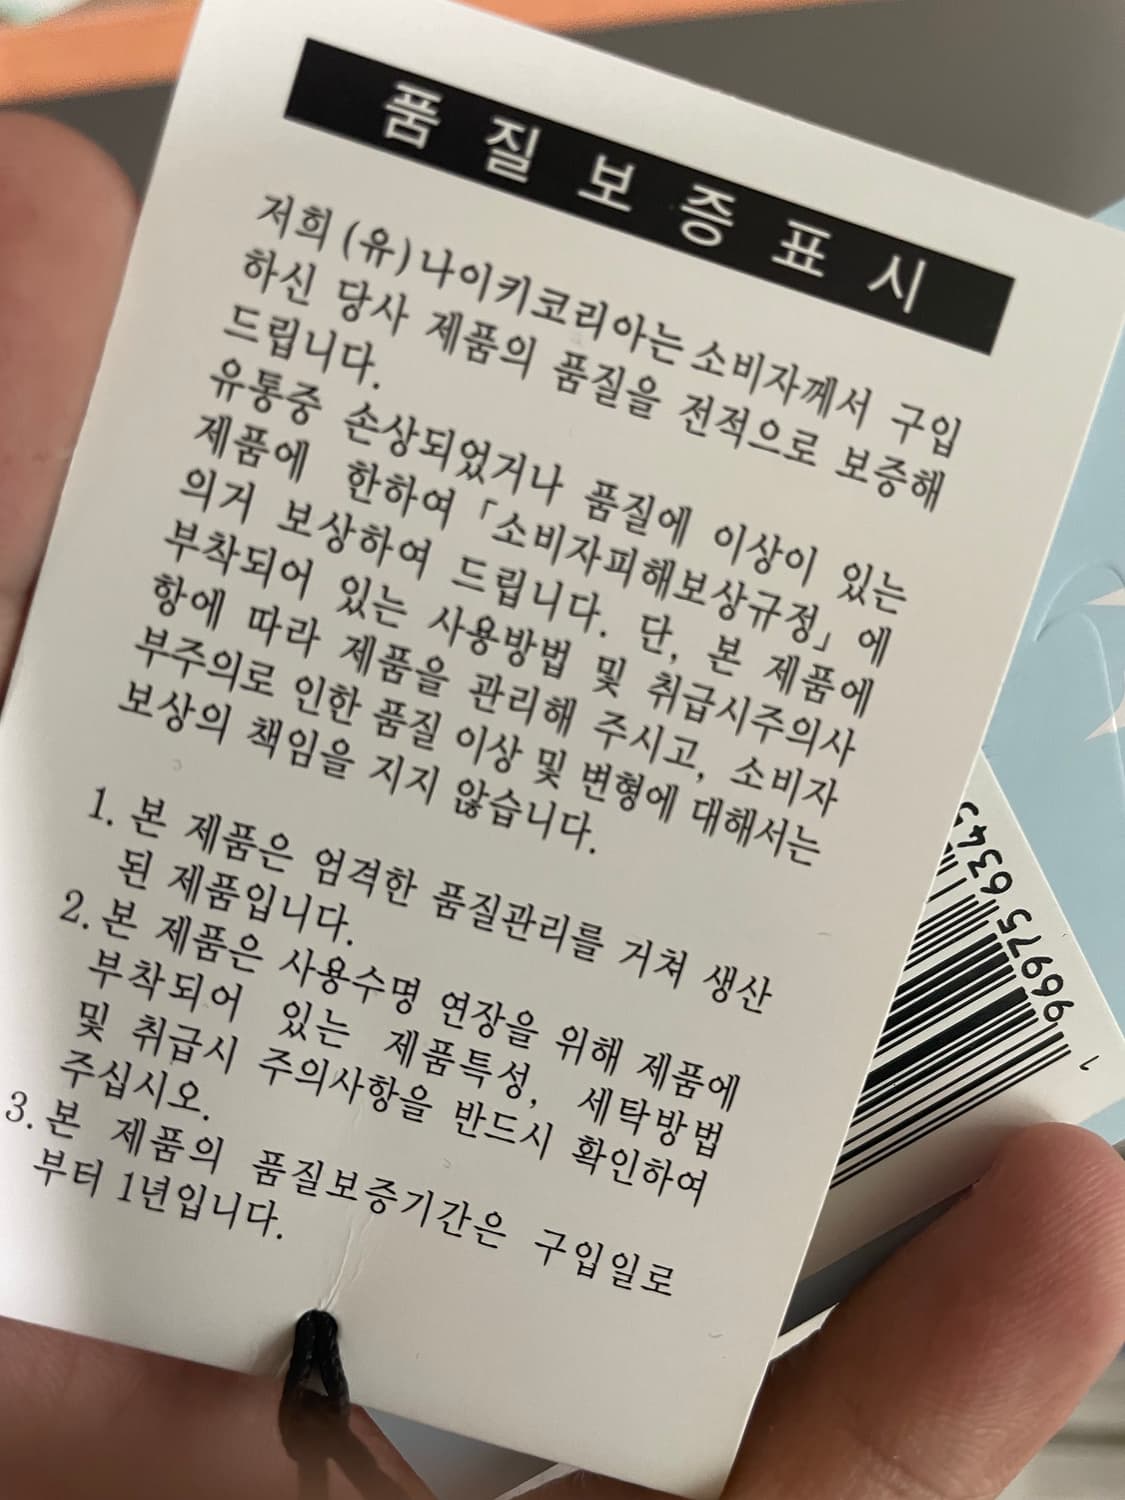 품질보증표시
저희(유)나이키코리아는 소비자께서 구입
하신 당사 제품의 품질을 전적으로 보증해
드립니다.
유통중 손상되었거나 품질에 이상이 있는
제품에 한하여 「소비자피해보상규정」에
의거 보상하여 드립니다. 단, 본 제품에
부착되어 있는 사용방법 및 취급시주의사
항에 따라 제품을 관리해 주시고, 소비자
부주의로 인한 품질 이상 및 변형에 대해서는
보상의 책임을 지지 않습니다.
1. 본 제품은 엄격한 품질관리를 거쳐 생산
된 제품입니다.
2. 본 제품은 사용수명 연장을 위해 제품에
부착되어 있는 제품특성, 세탁방법
및 취급시 주의사항을 반드시 확인하여
주십시오.
3. 본 제품의 품질보증기간은 구입일로
부터 1년입니다.
1 96975 6345